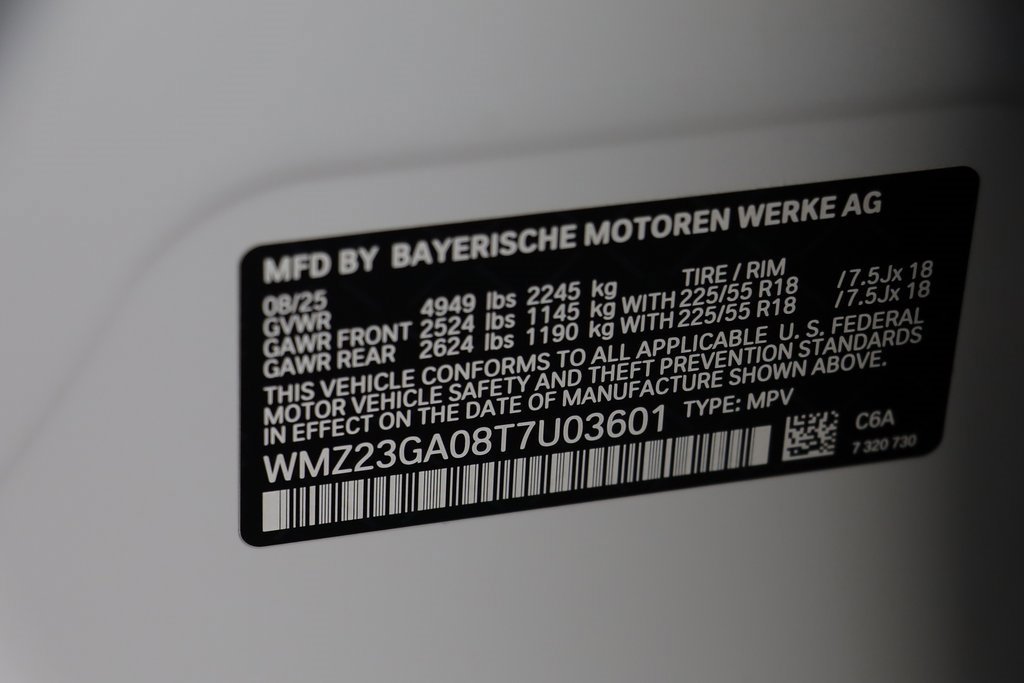 MFD BY BAYERISCHE MOTOREN WERKE AG
08/25 TIRE / RIM
GVWR 4949 lbs 2245 kg
GAWR FRONT 2524 lbs 1145 kg WITH 225/55 R18 /7.5Jx 18
GAWR REAR 2624 lbs 1190 kg WITH 225/55 R18 /7.5Jx 18
THIS VEHICLE CONFORMS TO ALL APPLICABLE U. S. FEDERAL
MOTOR VEHICLE SAFETY AND THEFT PREVENTION STANDARDS
IN EFFECT ON THE DATE OF MANUFACTURE SHOWN ABOVE.
WMZ23GA08T7U03601 TYPE: MPV
C6A
7 320 730